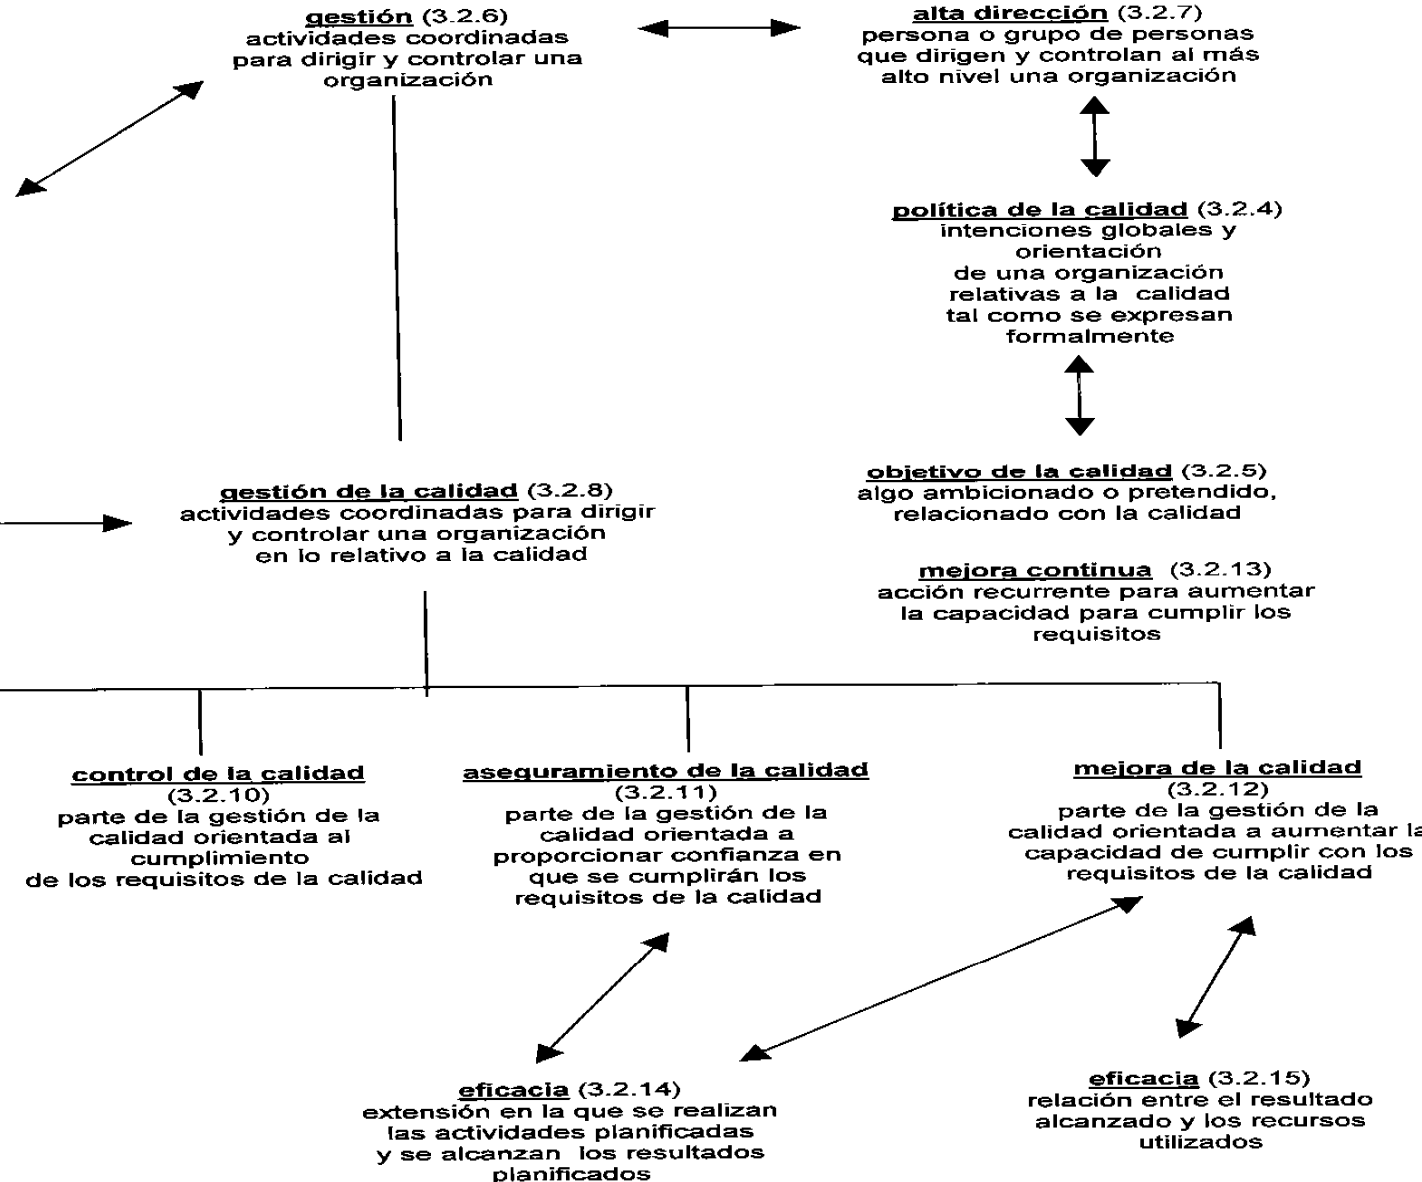 gestión (3.2.6)
actividades coordinadas
para dirigir y controlar una
organización
alta dirección (3.2.7)
persona o grupo de personas
que dirigen y controlan al más
alto nivel una organización
política de la calidad (3.2.4)
intenciones globales y
orientación
de una organización
relativas a la calidad
tal como se expresan
formalmente
gestión de la calidad (3.2.8)
actividades coordinadas para dirigir
y controlar una organización
en lo relativo a la calidad
objetivo de la calidad (3.2.5)
algo ambicionado o pretendido,
relacionado con la calidad
mejora continua (3.2.13)
acción recurrente para aumentar
la capacidad para cumplir los
requisitos
control de la calidad
(3.2.10)
parte de la gestión de la
calidad orientada al
cumplimiento
de los requisitos de la calidad
aseguramiento de la calidad
(3.2.11)
parte de la gestión de la
calidad orientada a
proporcionar confianza en
que se cumplirán los
requisitos de la calidad
mejora de la calidad
(3.2.12)
parte de la gestión de la
calidad orientada a aumentar la
capacidad de cumplir con los
requisitos de la calidad
eficacia (3.2.14)
extensión en la que se realizan
las actividades planificadas
y se alcanzan los resultados
planificados
eficacia (3.2.15)
relación entre el resultado
alcanzado y los recursos
utilizados